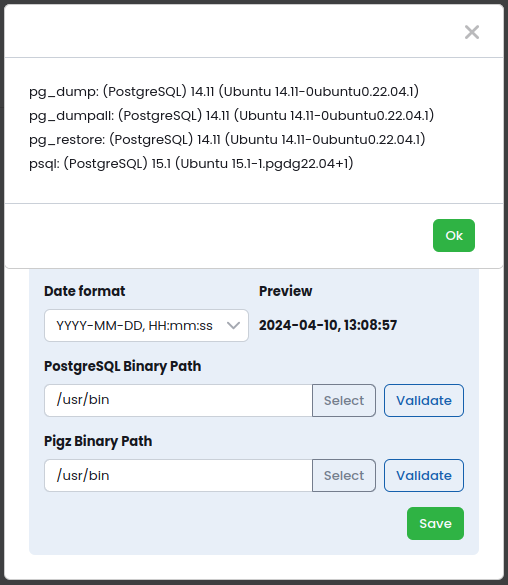 pg_dump: (PostgreSQL) 14.11 (Ubuntu 14.11-0ubuntu0.22.04.1)
pg_dumpall: (PostgreSQL) 14.11 (Ubuntu 14.11-0ubuntu0.22.04.1)
pg_restore: (PostgreSQL) 14.11 (Ubuntu 14.11-0ubuntu0.22.04.1)
psql: (PostgreSQL) 15.1 (Ubuntu 15.1-1.pgdg22.04+1)
Ok
Date format Preview
YYYY-MM-DD, HH:mm:ss 2024-04-10, 13:08:57
PostgreSQL Binary Path
/usr/bin Select Validate
Pigz Binary Path
/usr/bin Select Validate
Save